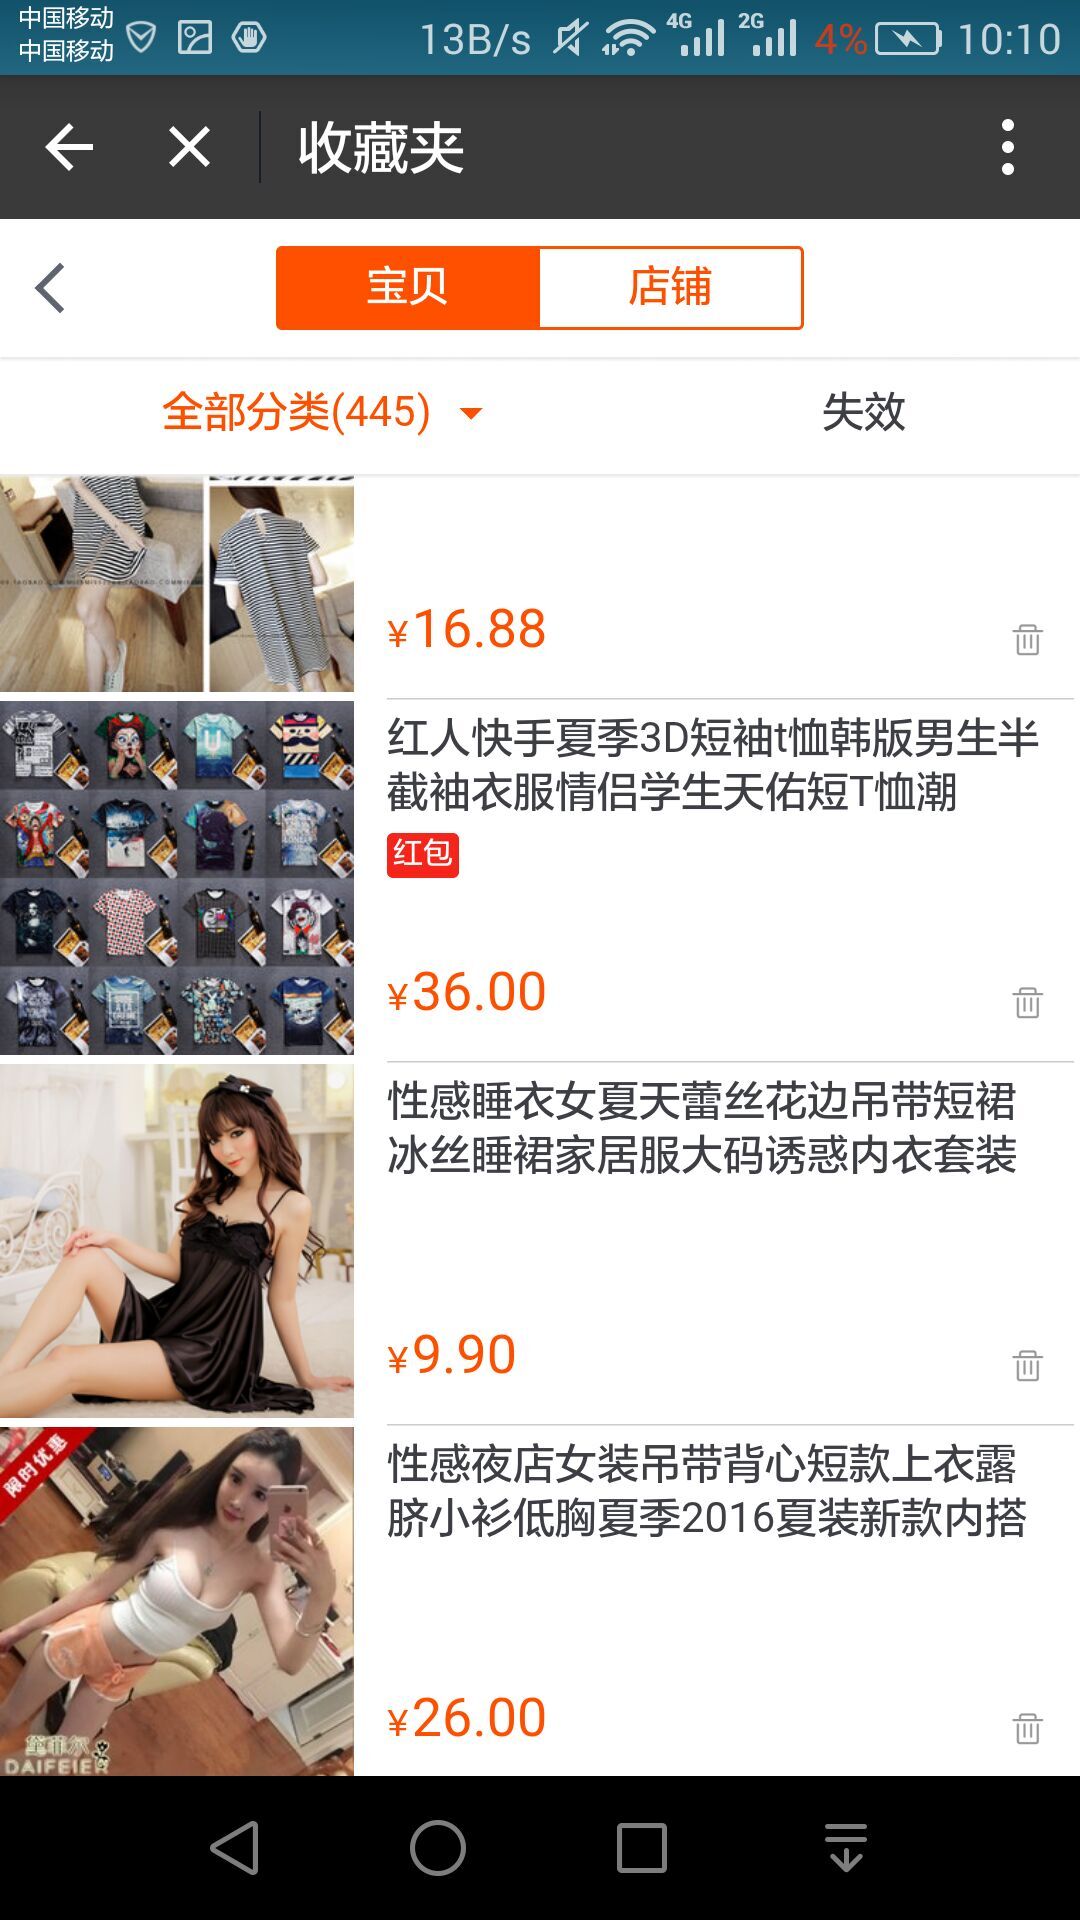 中国移动
中国移动
13B/s
4G
2G
4%
10:10
收藏夹
宝贝
店铺
全部分类(445)
失效
¥16.88
红人快手夏季3D短袖t恤韩版男生半
截袖衣服情侣学生天佑短T恤潮
红包
¥36.00
性感睡衣女夏天蕾丝花边吊带短裙
冰丝睡裙家居服大码诱惑内衣套装
¥9.90
限时优惠
性感夜店女装吊带背心短款上衣露
脐小衫低胸夏季2016夏装新款内搭
¥26.00
黛菲尔
DAIFEIER